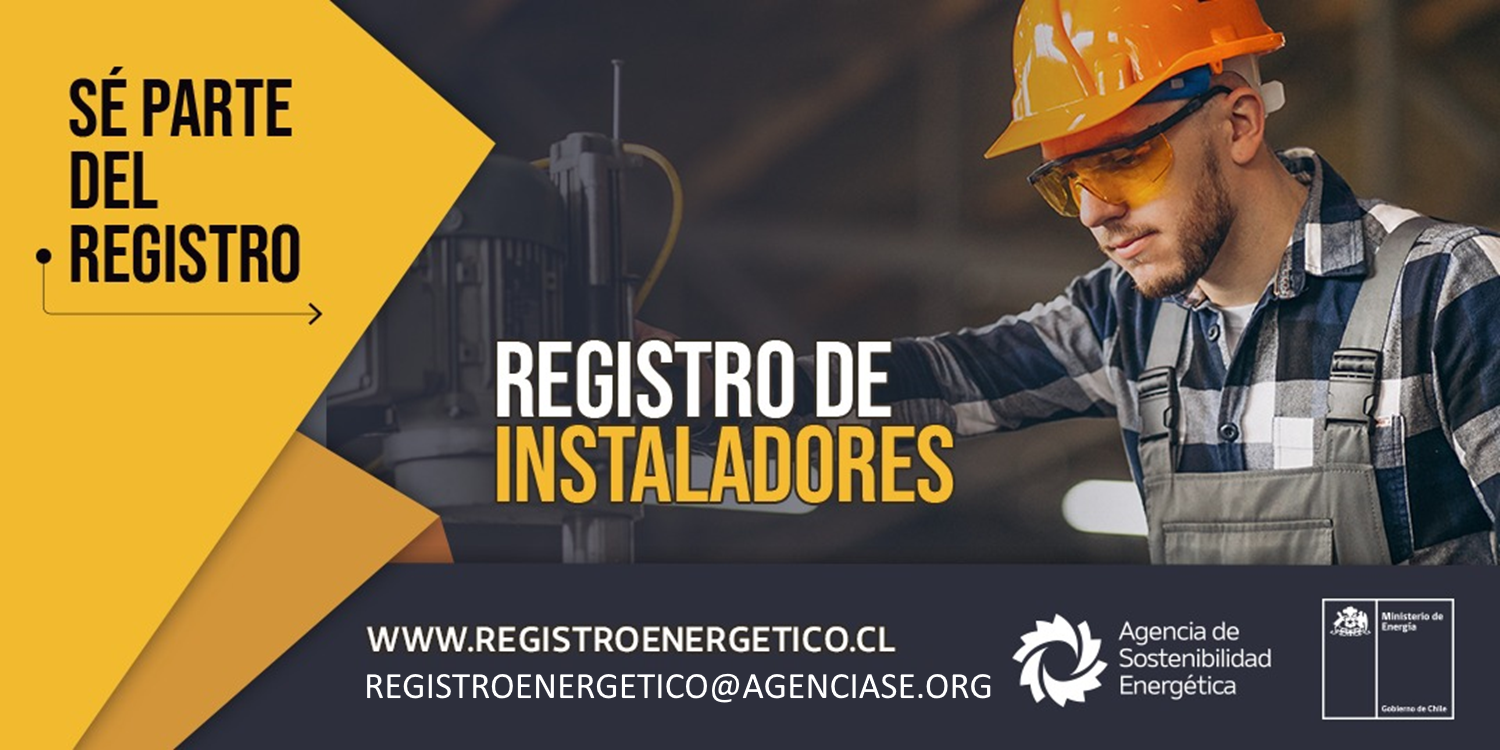 SÉ PARTE
DEL
REGISTRO
REGISTRO DE
INSTALADORES
WWW.REGISTROENERGETICO.CL
REGISTROENERGETICO@AGENCIASE.ORG
Agencia de
Sostenibilidad
Energética
Ministerio de
Energía
Gobierno de Chile